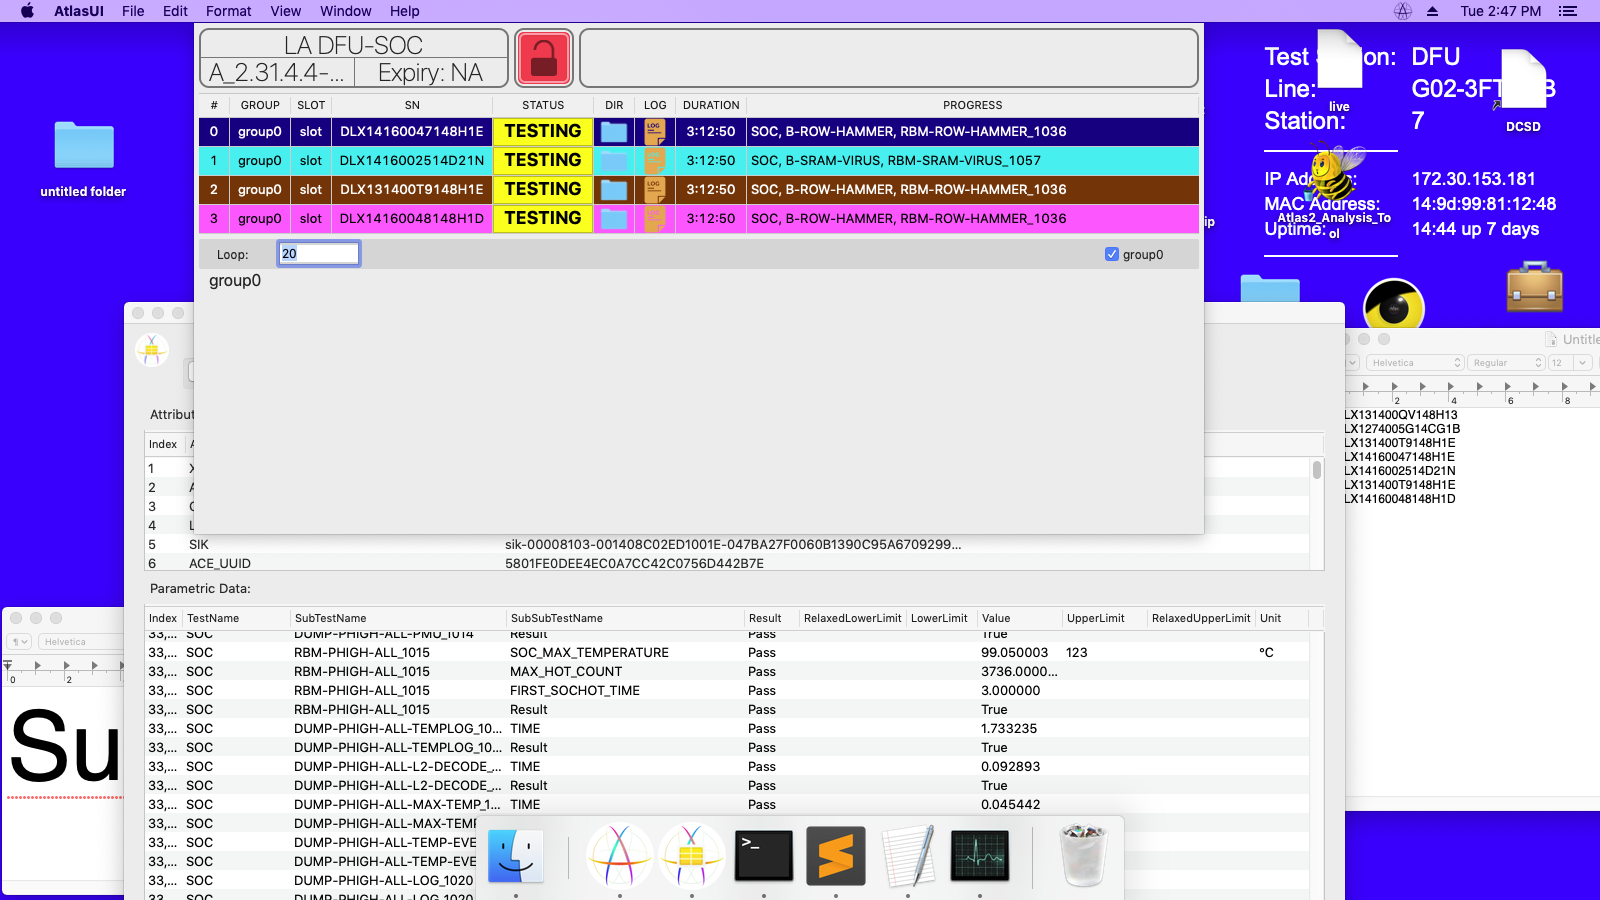 AtlasUI File Edit Format View Window Help Tue 2:47 PM
LA DFU-SOC
A_2.31.4.4-... Expiry: NA
# GROUP SLOT SN STATUS DIR LOG DURATION PROGRESS
0 group0 slot DLX14160047148H1E TESTING LOG 3:12:50 SOC, B-ROW-HAMMER, RBM-ROW-HAMMER_1036
1 group0 slot DLX1416002514D21N TESTING LOG 3:12:50 SOC, B-SRAM-VIRUS, RBM-SRAM-VIRUS_1057
2 group0 slot DLX131400T9148H1E TESTING LOG 3:12:50 SOC, B-ROW-HAMMER, RBM-ROW-HAMMER_1036
3 group0 slot DLX14160048148H1D TESTING LOG 3:12:50 SOC, B-ROW-HAMMER, RBM-ROW-HAMMER_1036
Loop: 20 group0
group0
untitled folder
Test S on: DFU
Line: G02-3FT B
Station: 7
live
DCSD
IP Ad s: 172.30.153.181
MAC Address: 14:9d:99:81:12:48
Uptime: 14:44 up 7 days
Atlas2_Analysis_To
ol
ip
Untitle
Helvetica Regular 12
2 4 6 8
LX131400QV148H13
LX1274005G14CG1B
LX131400T9148H1E
LX14160047148H1E
LX1416002514D21N
LX131400T9148H1E
LX14160048148H1D
Attribut
Index A
1 X
2 A
3 C
4 L
5 SIK sik-00008103-001408C02ED1001E-047BA27F0060B1390C95A6709299...
6 ACE_UUID 5801FE0DEE4EC0A7CC42C0756D442B7E
Parametric Data:
Index TestName SubTestName SubSubTestName Result RelaxedLowerLimit LowerLimit Value UpperLimit RelaxedUpperLimit Unit
33,... SOC DUMP-PHIGH-ALL-PMU_1014 Result Pass True
33,... SOC RBM-PHIGH-ALL_1015 SOC_MAX_TEMPERATURE Pass 99.050003 123 °C
33,... SOC RBM-PHIGH-ALL_1015 MAX_HOT_COUNT Pass 3736.0000...
33,... SOC RBM-PHIGH-ALL_1015 FIRST_SOCHOT_TIME Pass 3.000000
33,... SOC RBM-PHIGH-ALL_1015 Result Pass True
33,... SOC DUMP-PHIGH-ALL-TEMPLOG_10... TIME Pass 1.733235
33,... SOC DUMP-PHIGH-ALL-TEMPLOG_10... Result Pass True
33,... SOC DUMP-PHIGH-ALL-L2-DECODE_... TIME Pass 0.092893
33,... SOC DUMP-PHIGH-ALL-L2-DECODE_... Result Pass True
33,... SOC DUMP-PHIGH-ALL-MAX-TEMP_1... TIME Pass 0.045442
33,... SOC DUMP-PHIGH-ALL-MAX-TEMP
33,... SOC DUMP-PHIGH-ALL-TEMP-EVE
33,... SOC DUMP-PHIGH-ALL-TEMP-EVE
33,... SOC DUMP-PHIGH-ALL-LOG_1020
33,... SOC DUMP-PHIGH-ALL-LOG_1020
Helvetica
0 2
Su